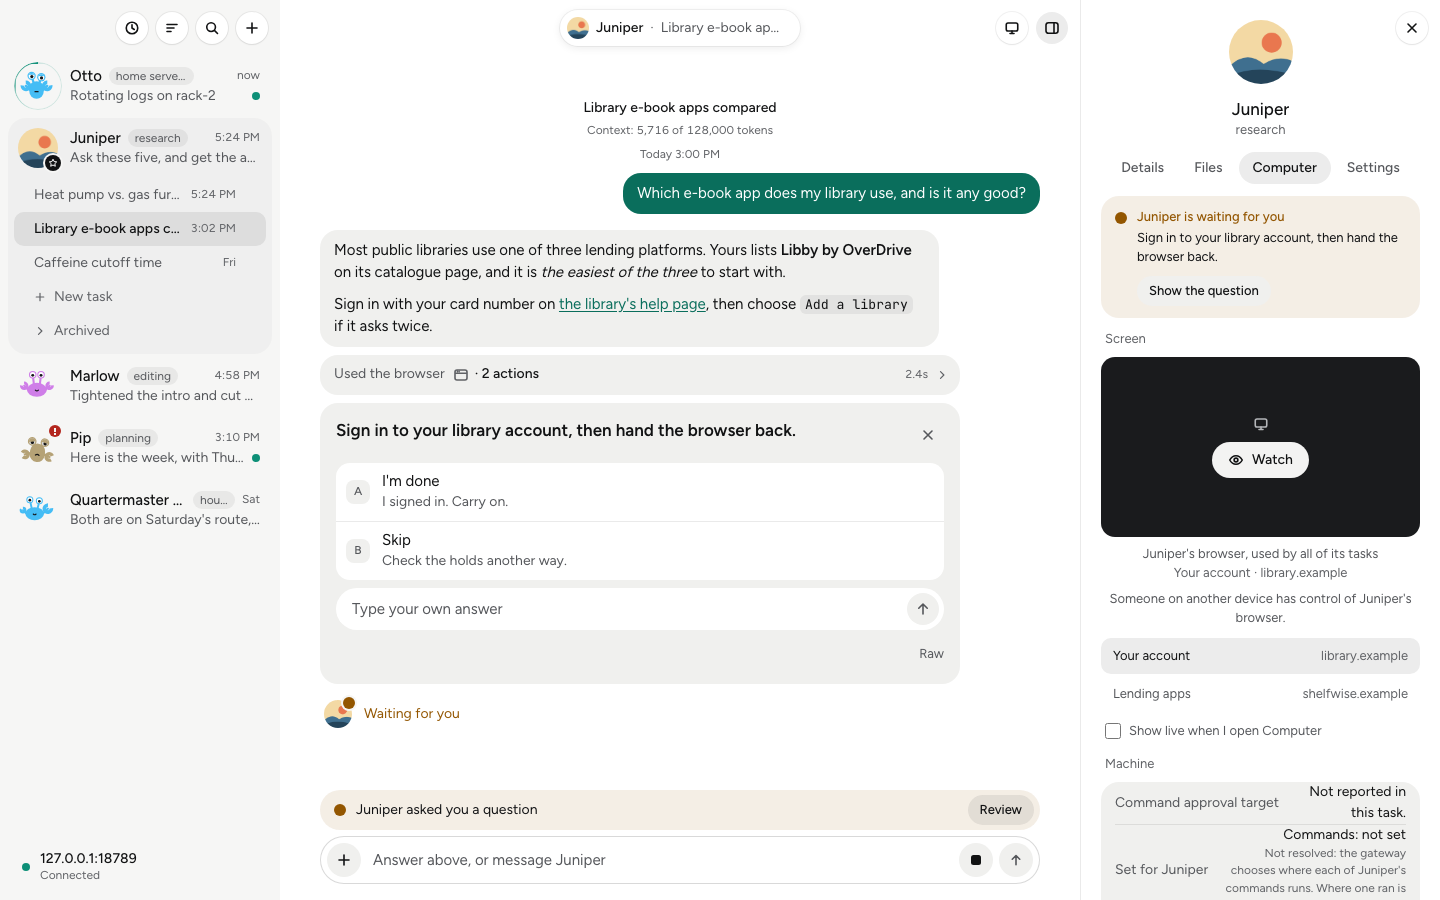 Otto
home serve...
now
Rotating logs on rack-2
Juniper
research
5:24 PM
Ask these five, and get the a...
Heat pump vs. gas fur...
5:24 PM
Library e-book apps c...
3:02 PM
Caffeine cutoff time
Fri
New task
Archived
Marlow
editing
4:58 PM
Tightened the intro and cut ...
Pip
planning
3:10 PM
Here is the week, with Thu...
Quartermaster ...
hou...
Sat
Both are on Saturday's route,...
127.0.0.1:18789
Connected
Juniper · Library e-book ap...
Library e-book apps compared
Context: 5,716 of 128,000 tokens
Today 3:00 PM
Which e-book app does my library use, and is it any good?
Most public libraries use one of three lending platforms. Yours lists Libby by OverDrive
on its catalogue page, and it is the easiest of the three to start with.
Sign in with your card number on the library's help page, then choose Add a library
if it asks twice.
Used the browser · 2 actions
2.4s
Sign in to your library account, then hand the browser back.
A
I'm done
I signed in. Carry on.
B
Skip
Check the holds another way.
Type your own answer
Raw
Waiting for you
Juniper asked you a question
Review
Answer above, or message Juniper
Juniper
research
Details
Files
Computer
Settings
Juniper is waiting for you
Sign in to your library account, then hand the
browser back.
Show the question
Screen
Watch
Juniper's browser, used by all of its tasks
Your account · library.example
Someone on another device has control of Juniper's
browser.
Your account
library.example
Lending apps
shelfwise.example
Show live when I open Computer
Machine
Command approval target
Not reported in
this task.
Set for Juniper
Commands: not set
Not resolved: the gateway
chooses where each of Juniper's
commands runs. Where one ran is